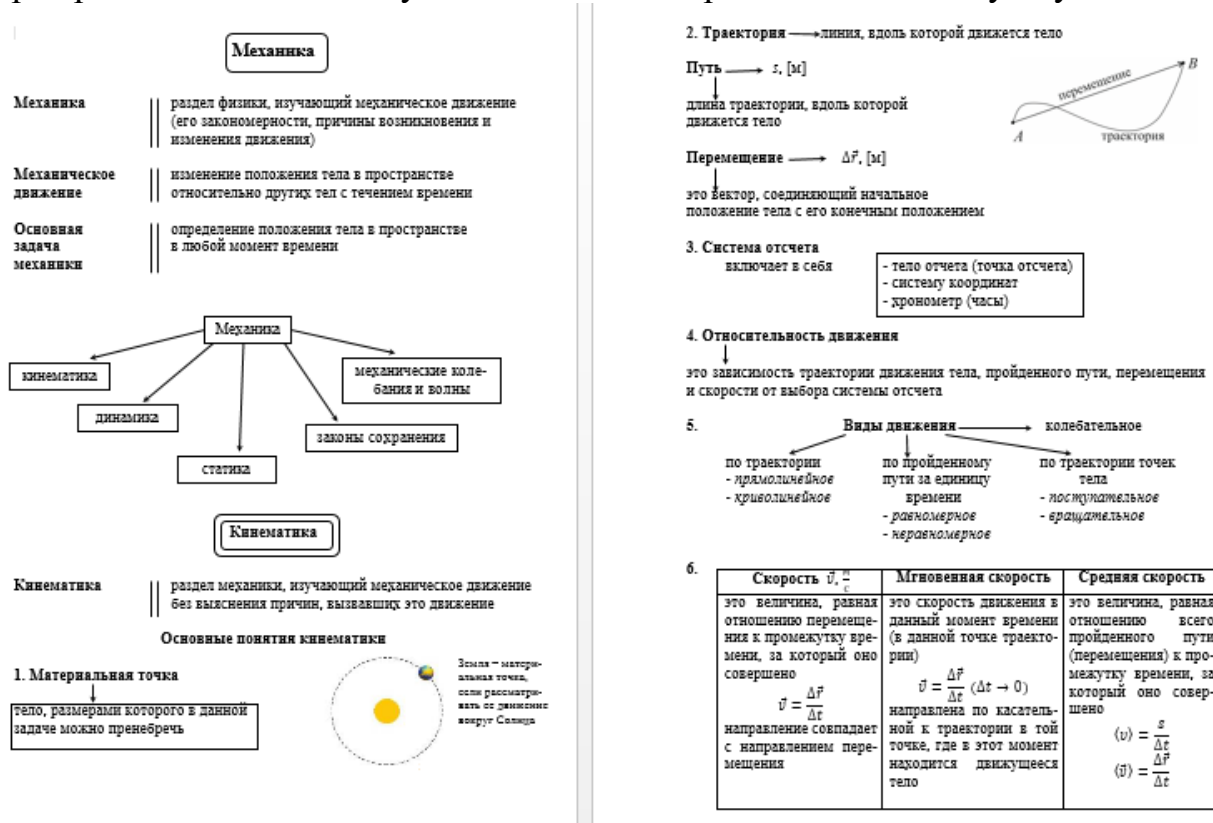 Механика
Механика
раздел физики, изучающий механическое движение
(его закономерности, причины возникновения и
изменения движения)
Механическое
движение
изменение положения тела в пространстве
относительно других тел с течением времени
Основная
задача
механики
определение положения тела в пространстве
в любой момент времени
Механика
кинематика
динамика
статика
законы сохранения
механические коле-
бания и волны
Кинематика
Кинематика
раздел механики, изучающий механическое движение
без выяснения причин, вызвавших это движение
Основные понятия кинематики
1. Материальная точка
тело, размерами которого в данной
задаче можно пренебречь
Земля – матери-
альная точка,
если рассматри-
вать ее движение
вокруг Солнца
2. Траектория линия, вдоль которой движется тело
Путь s, [м]
длина траектории, вдоль которой
движется тело
A
перемещение
B
траектория
Перемещение Δr⃗, [м]
это вектор, соединяющий начальное
положение тела с его конечным положением
3. Система отсчета
включает в себя
- тело отчета (точка отсчета)
- систему координат
- хронометр (часы)
4. Относительность движения
это зависимость траектории движения тела, пройденного пути, перемещения
и скорости от выбора системы отсчета
5. Виды движения колебательное
по траектории
- прямолинейное
- криволинейное
по пройденному
пути за единицу
времени
- равномерное
- неравномерное
по траектории точек
тела
- поступательное
- вращательное
6.
Скорость v⃗, м/с
это величина, равная
отношению перемеще-
ния к промежутку вре-
мени, за который оно
совершено
v⃗ = Δr⃗/Δt
направление совпадает
с направлением пере-
мещения
Мгновенная скорость
это скорость движения в
данный момент времени
(в данной точке траекто-
рии)
v⃗ = Δr⃗/Δt (Δt → 0)
направлена по касатель-
ной к траектории в той
точке, где в этот момент
находится движущееся
тело
Средняя скорость
это величина, равная
отношению всего
пройденного пути
(перемещения) к про-
межутку времени, за
который оно совер-
шено
⟨v⟩ = s/Δt
⟨v⃗⟩ = Δr⃗/Δt